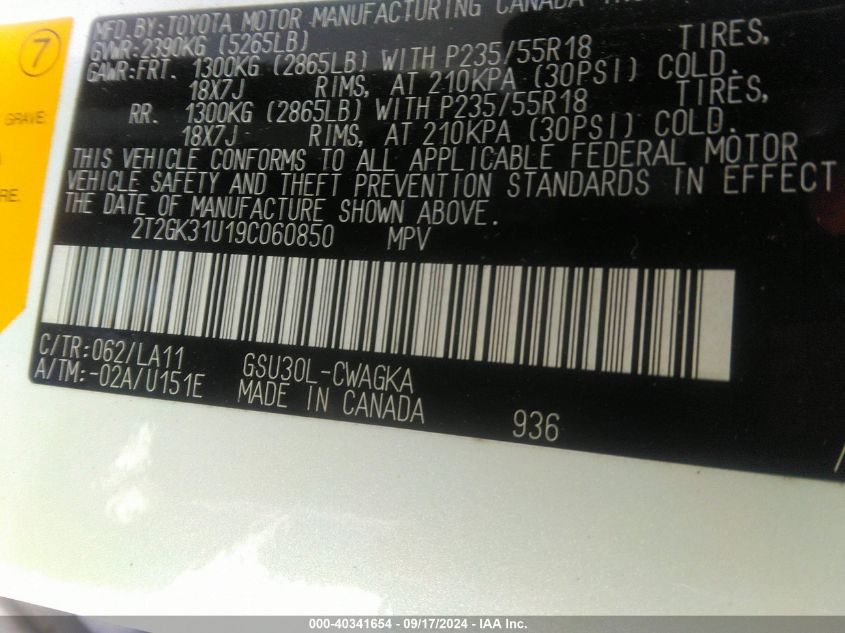 MFD. BY: TOYOTA MOTOR MANUFACTURING CANADA
GVWR: 2390KG (5265LB)
GAWR: FRT. 1300KG (2865LB) WITH P235/55R18 TIRES,
18X7J RIMS, AT 210KPA (30PSI) COLD.
RR. 1300KG (2865LB) WITH P235/55R18 TIRES,
18X7J RIMS, AT 210KPA (30PSI) COLD.
THIS VEHICLE CONFORMS TO ALL APPLICABLE FEDERAL MOTOR
VEHICLE SAFETY AND THEFT PREVENTION STANDARDS IN EFFECT
THE DATE OF MANUFACTURE SHOWN ABOVE.
2T2GK31U19C060850 MPV
C/TR: 062/LA11 GSU30L-CWAGKA
A/TM: -02A/U151E MADE IN CANADA 936
7
GRAVE
RE.
000-40341654 - 09/17/2024 - IAA Inc.